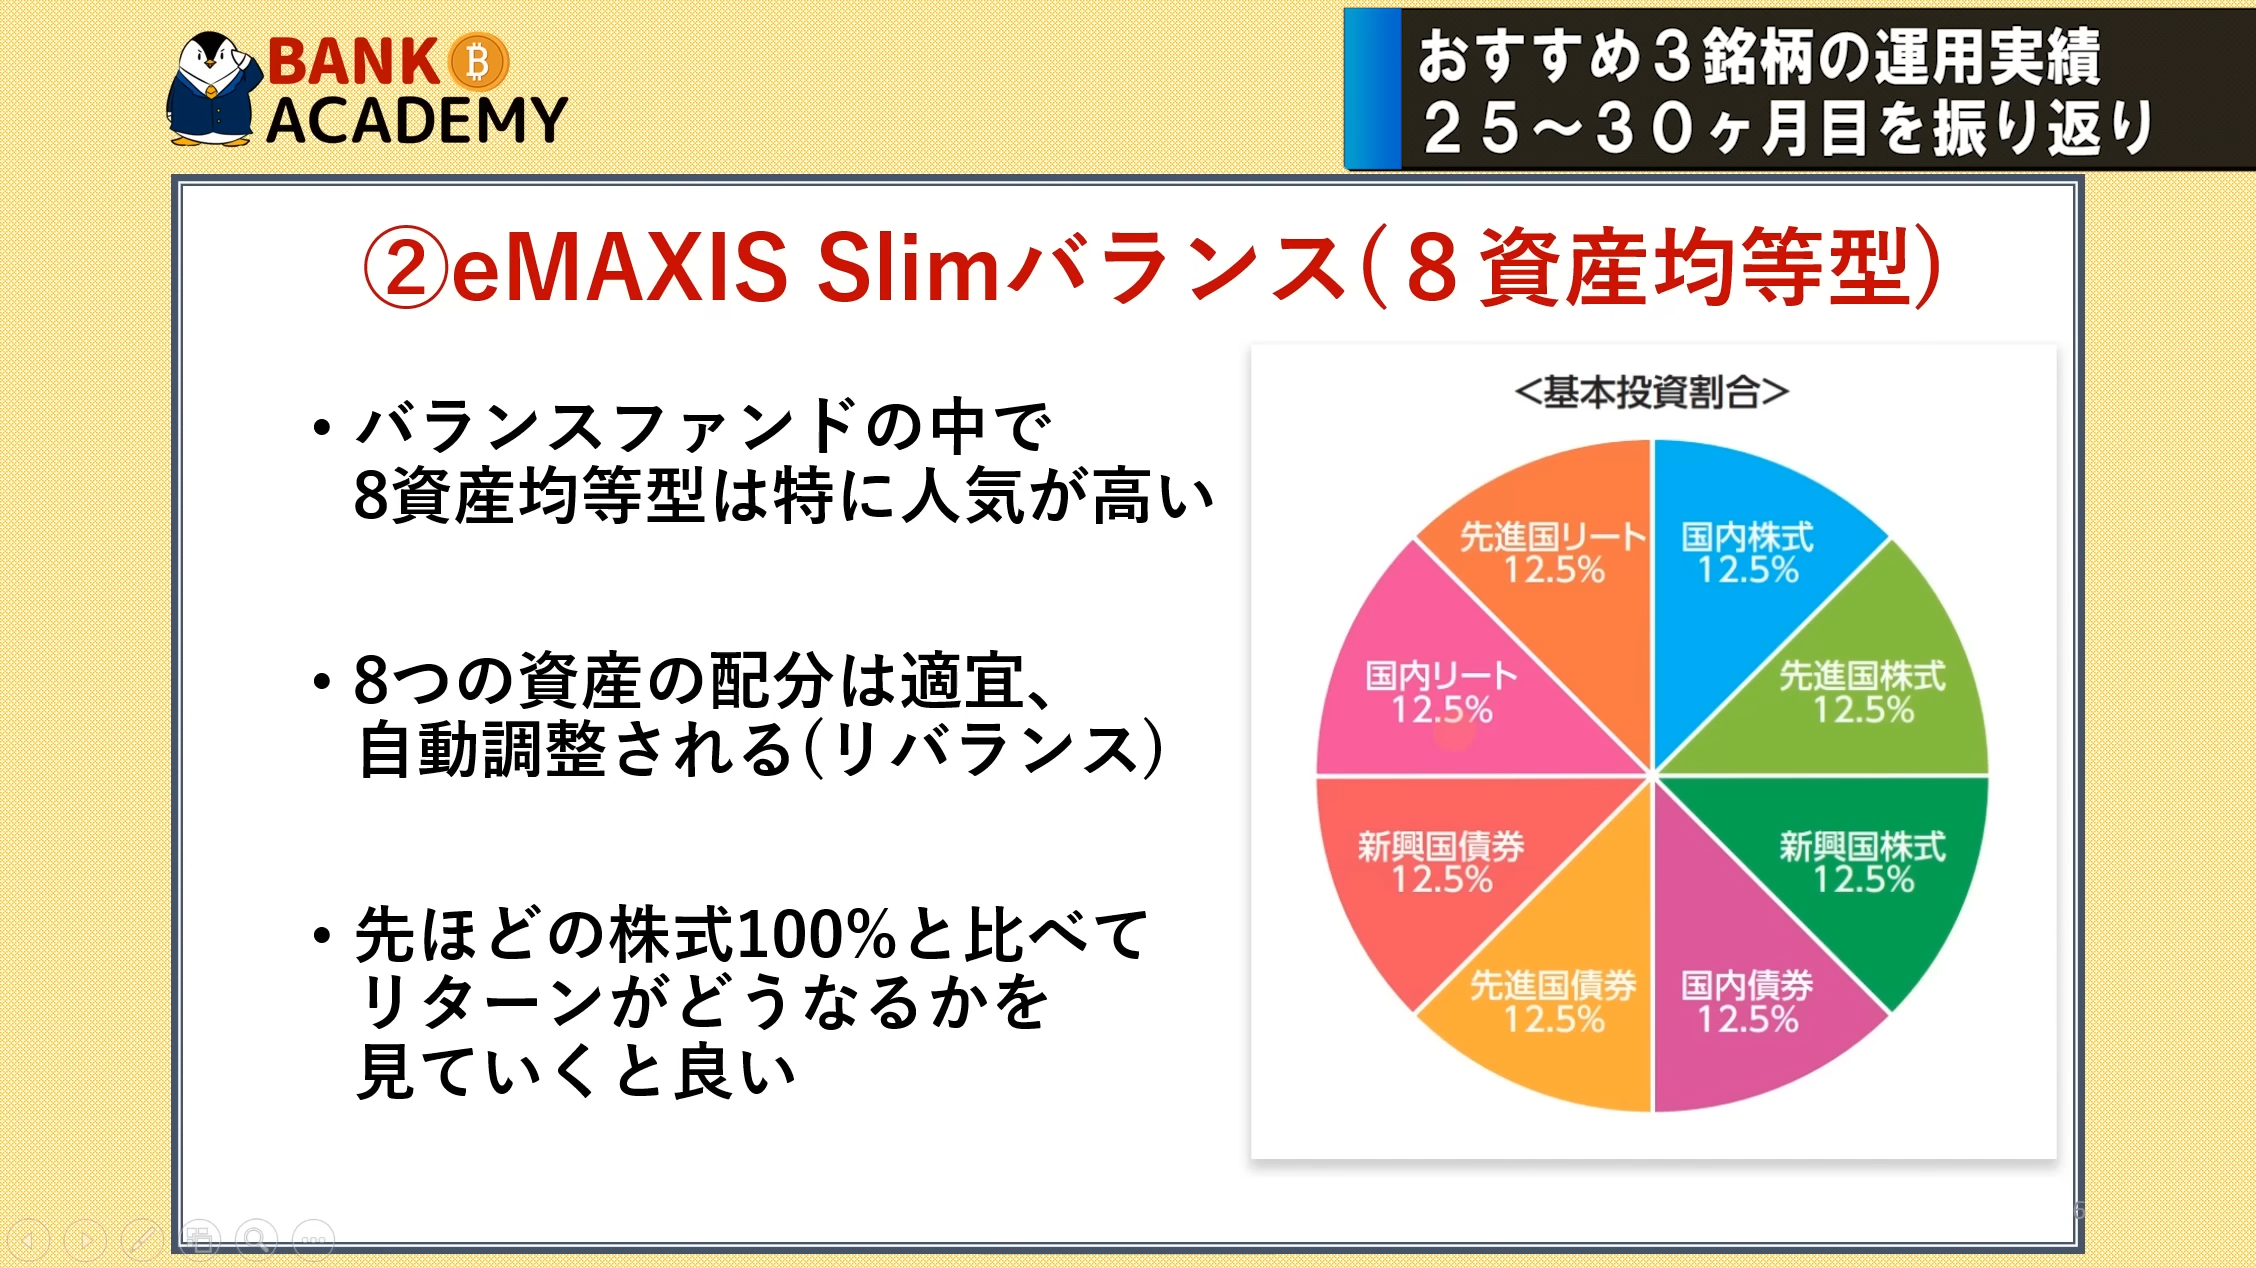 BANK
ACADEMY
おすすめ３銘柄の運用実績
２５～３０ヶ月目を振り返り
②eMAXIS Slimバランス(８資産均等型)
・バランスファンドの中で
8資産均等型は特に人気が高い
・8つの資産の配分は適宜、
自動調整される(リバランス)
・先ほどの株式100%と比べて
リターンがどうなるかを
見ていくと良い
＜基本投資割合＞
先進国リート
12.5%
国内株式
12.5%
国内リート
12.5%
先進国株式
12.5%
新興国債券
12.5%
新興国株式
12.5%
先進国債券
12.5%
国内債券
12.5%
6